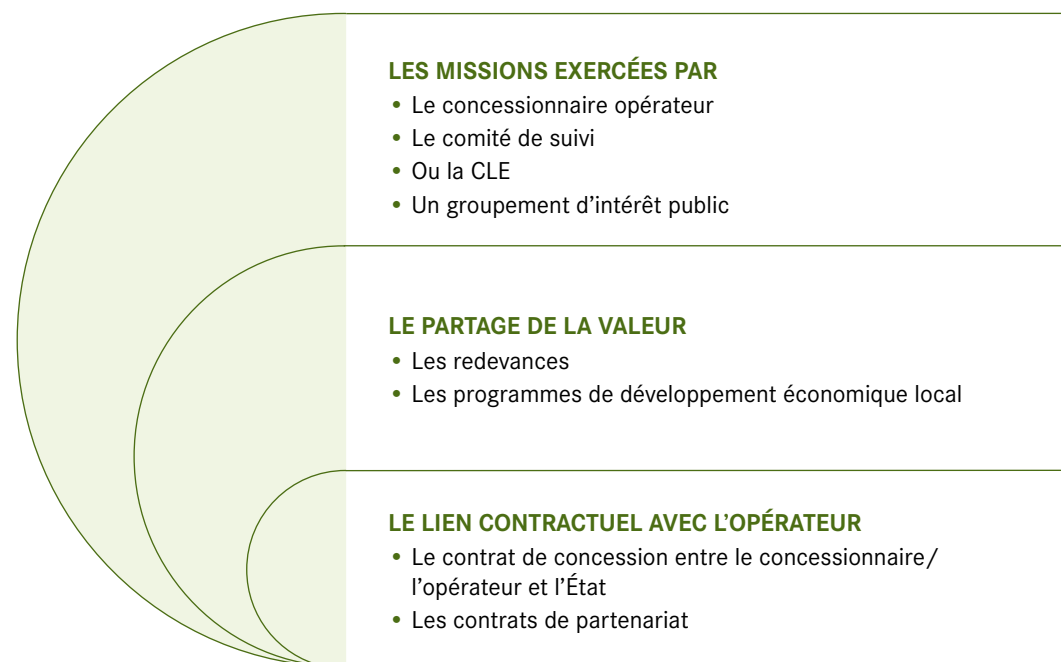 LES MISSIONS EXERCÉES PAR
• Le concessionnaire opérateur
• Le comité de suivi
• Ou la CLE
• Un groupement d’intérêt public
LE PARTAGE DE LA VALEUR
• Les redevances
• Les programmes de développement économique local
LE LIEN CONTRACTUEL AVEC L’OPÉRATEUR
• Le contrat de concession entre le concessionnaire/
l’opérateur et l’État
• Les contrats de partenariat